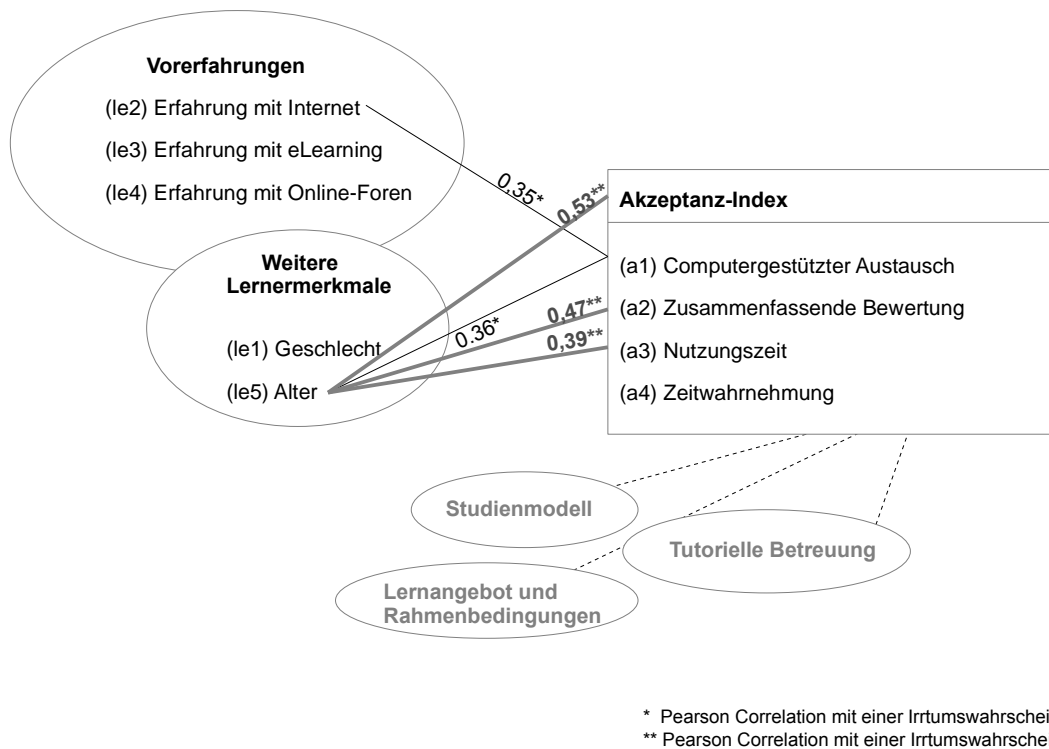 Vorerfahrungen
(le2) Erfahrung mit Internet
(le3) Erfahrung mit eLearning
(le4) Erfahrung mit Online-Foren
Weitere
Lernermerkmale
(le1) Geschlecht
(le5) Alter
0,35*
0,53**
0.36*
0,47**
0,39**
Akzeptanz-Index
(a1) Computergestützter Austausch
(a2) Zusammenfassende Bewertung
(a3) Nutzungszeit
(a4) Zeitwahrnehmung
Studienmodell
Tutorielle Betreuung
Lernangebot und
Rahmenbedingungen
* Pearson Correlation mit einer
** Pearson Correlation mit einer